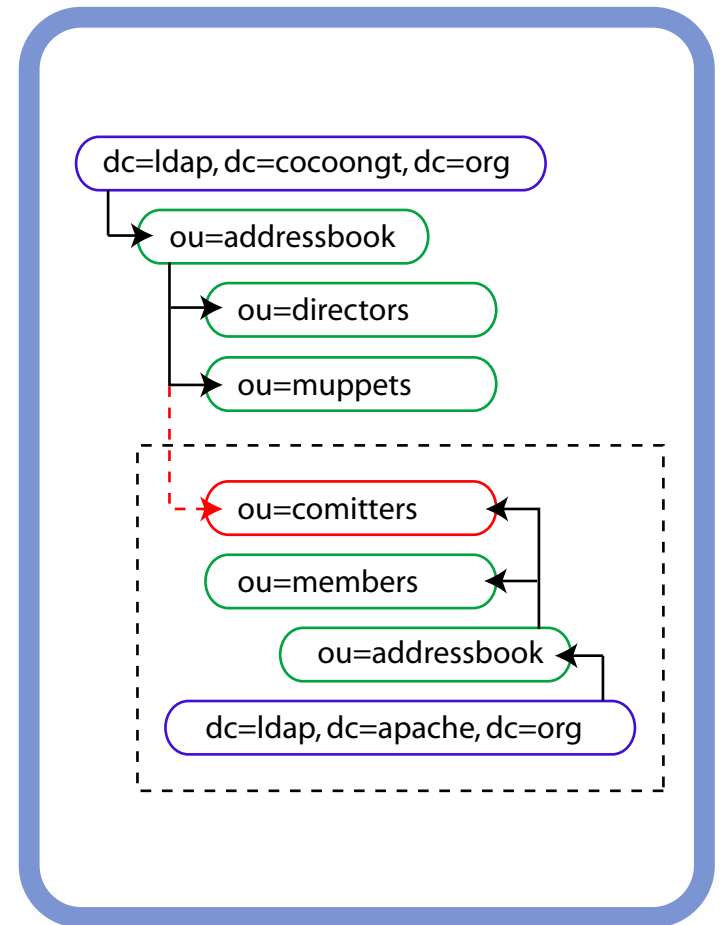 dc=ldap, dc=cocoongt, dc=org
ou=addressbook
ou=directors
ou=muppets
ou=comitters
ou=members
ou=addressbook
dc=ldap, dc=apache, dc=org